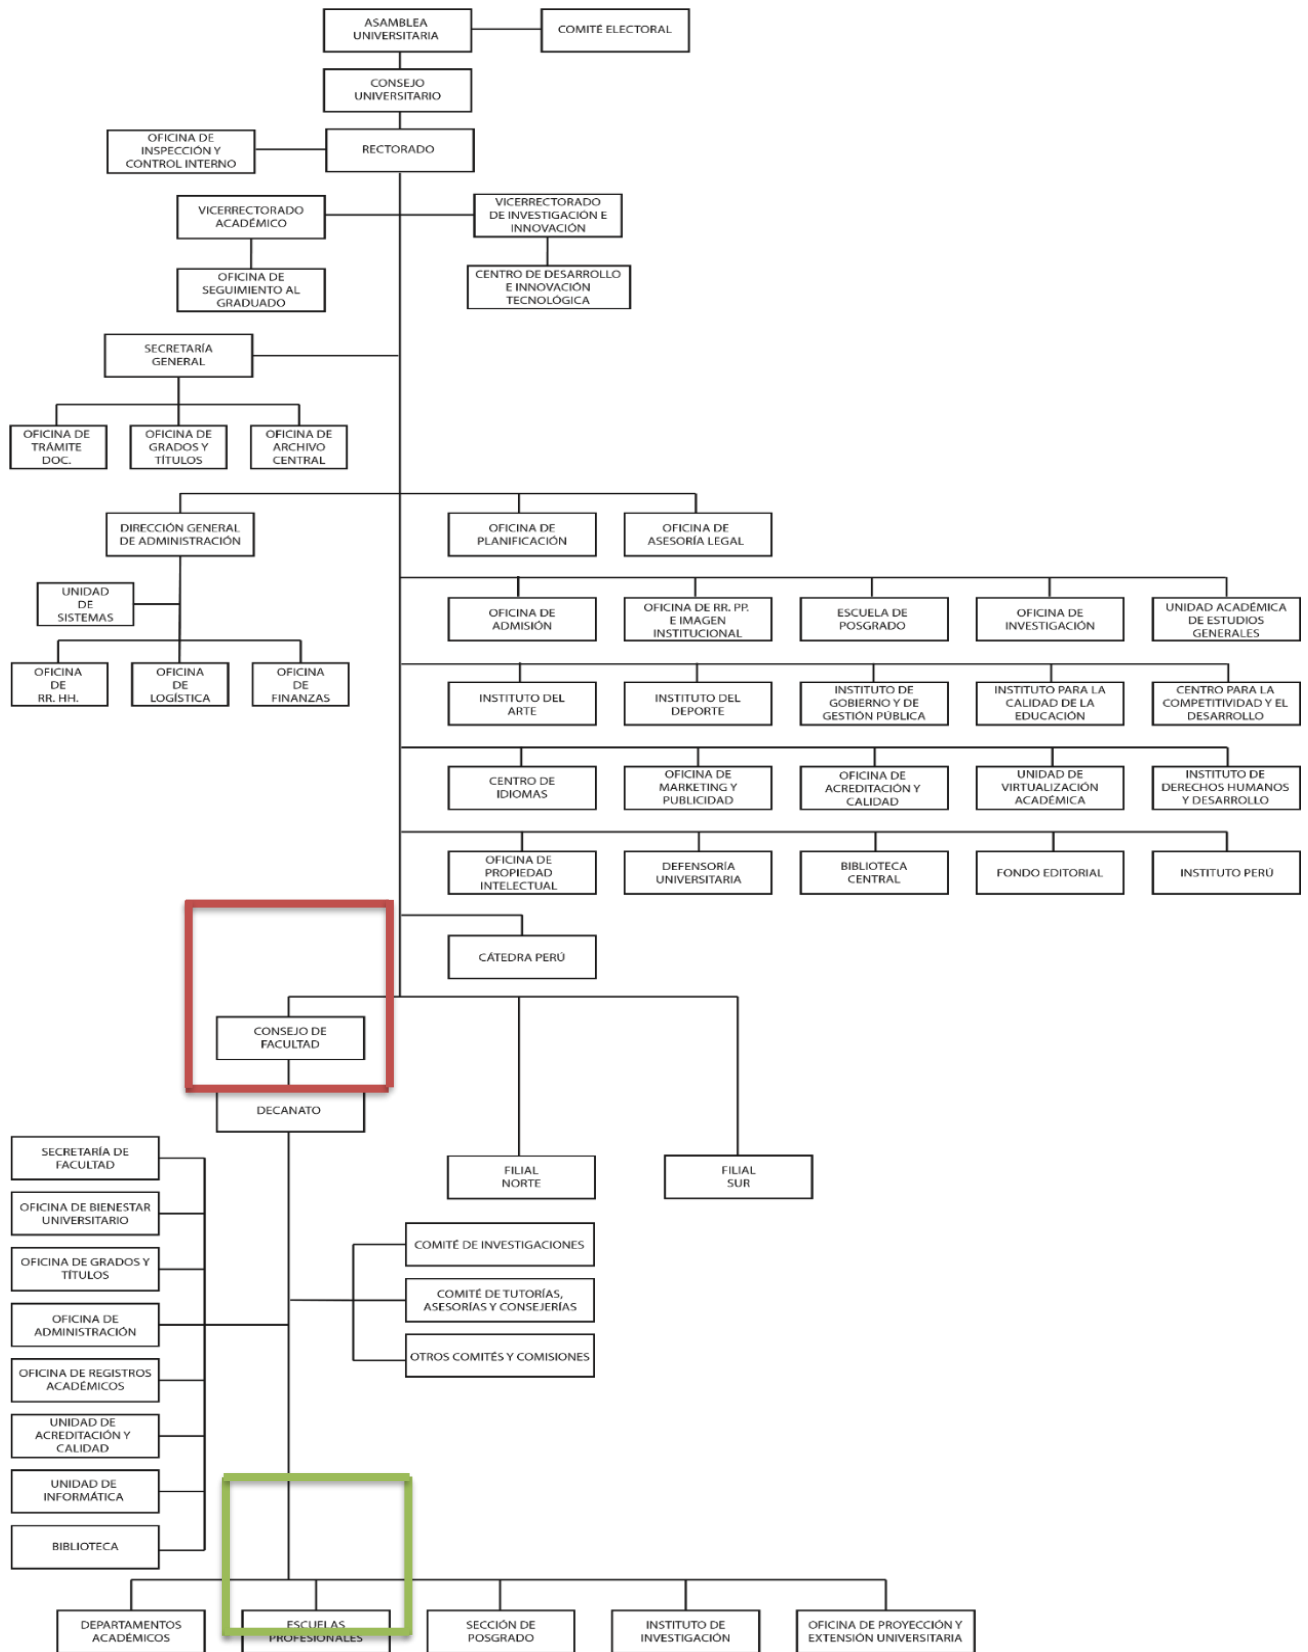 ASAMBLEA
UNIVERSITARIA
COMITÉ ELECTORAL
CONSEJO
UNIVERSITARIO
OFICINA DE
INSPECCIÓN Y
CONTROL INTERNO
RECTORADO
VICERRECTORADO
ACADÉMICO
VICERRECTORADO
DE INVESTIGACIÓN E
INNOVACIÓN
OFICINA DE
SEGUIMIENTO AL
GRADUADO
CENTRO DE DESARROLLO
E INNOVACIÓN
TECNOLÓGICA
SECRETARÍA
GENERAL
OFICINA DE
TRÁMITE
DOC.
OFICINA DE
GRADOS Y
TÍTULOS
OFICINA DE
ARCHIVO
CENTRAL
DIRECCIÓN GENERAL
DE ADMINISTRACIÓN
OFICINA DE
PLANIFICACIÓN
OFICINA DE
ASESORÍA LEGAL
UNIDAD
DE
SISTEMAS
OFICINA DE
ADMISIÓN
OFICINA DE RR. PP.
E IMAGEN
INSTITUCIONAL
ESCUELA DE
POSGRADO
OFICINA DE
INVESTIGACIÓN
UNIDAD ACADÉMICA
DE ESTUDIOS
GENERALES
OFICINA
DE
RR. HH.
OFICINA
DE
LOGÍSTICA
OFICINA
DE
FINANZAS
INSTITUTO DEL
ARTE
INSTITUTO DEL
DEPORTE
INSTITUTO DE
GOBIERNO Y DE
GESTIÓN PÚBLICA
INSTITUTO PARA LA
CALIDAD DE LA
EDUCACIÓN
CENTRO PARA LA
COMPETITIVIDAD Y EL
DESARROLLO
CENTRO DE
IDIOMAS
OFICINA DE
MARKETING Y
PUBLICIDAD
OFICINA DE
ACREDITACIÓN Y
CALIDAD
UNIDAD DE
VIRTUALIZACIÓN
ACADÉMICA
INSTITUTO DE
DERECHOS HUMANOS
Y DESARROLLO
OFICINA DE
PROPIEDAD
INTELECTUAL
DEFENSORÍA
UNIVERSITARIA
BIBLIOTECA
CENTRAL
FONDO EDITORIAL
INSTITUTO PERÚ
CÁTEDRA PERÚ
CONSEJO DE
FACULTAD
DECANATO
FILIAL
NORTE
FILIAL
SUR
SECRETARÍA DE
FACULTAD
OFICINA DE BIENESTAR
UNIVERSITARIO
OFICINA DE GRADOS Y
TÍTULOS
OFICINA DE
ADMINISTRACIÓN
OFICINA DE REGISTROS
ACADÉMICOS
UNIDAD DE
ACREDITACIÓN Y
CALIDAD
UNIDAD DE
INFORMÁTICA
BIBLIOTECA
COMITÉ DE INVESTIGACIONES
COMITÉ DE TUTORÍAS,
ASESORÍAS Y CONSEJERÍAS
OTROS COMITÉS Y COMISIONES
DEPARTAMENTOS
ACADÉMICOS
ESCUELAS
PROFESIONALES
SECCIÓN DE
POSGRADO
INSTITUTO DE
INVESTIGACIÓN
OFICINA DE PROYECCIÓN Y
EXTENSIÓN UNIVERSITARIA